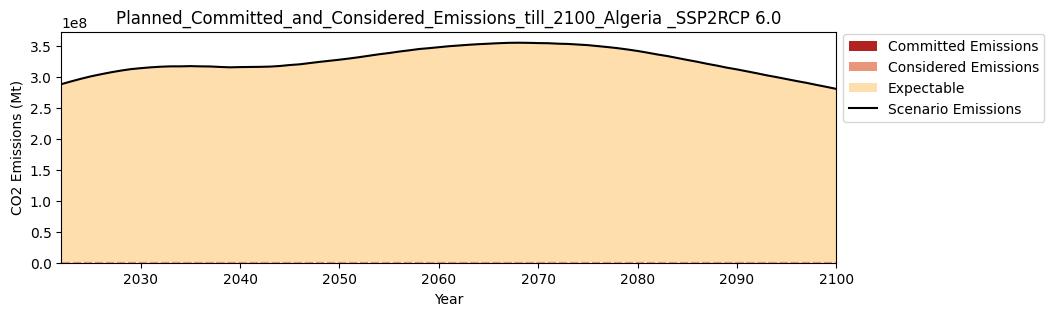 Planned_Committed_and_Considered_Emissions_till_2100_Algeria _SSP2RCP 6.0
1e8
3.5
3.0
2.5
2.0
1.5
1.0
0.5
0.0
CO2 Emissions (Mt)
2030 2040 2050 2060 2070 2080 2090 2100
Year
Committed Emissions
Considered Emissions
Expectable
Scenario Emissions